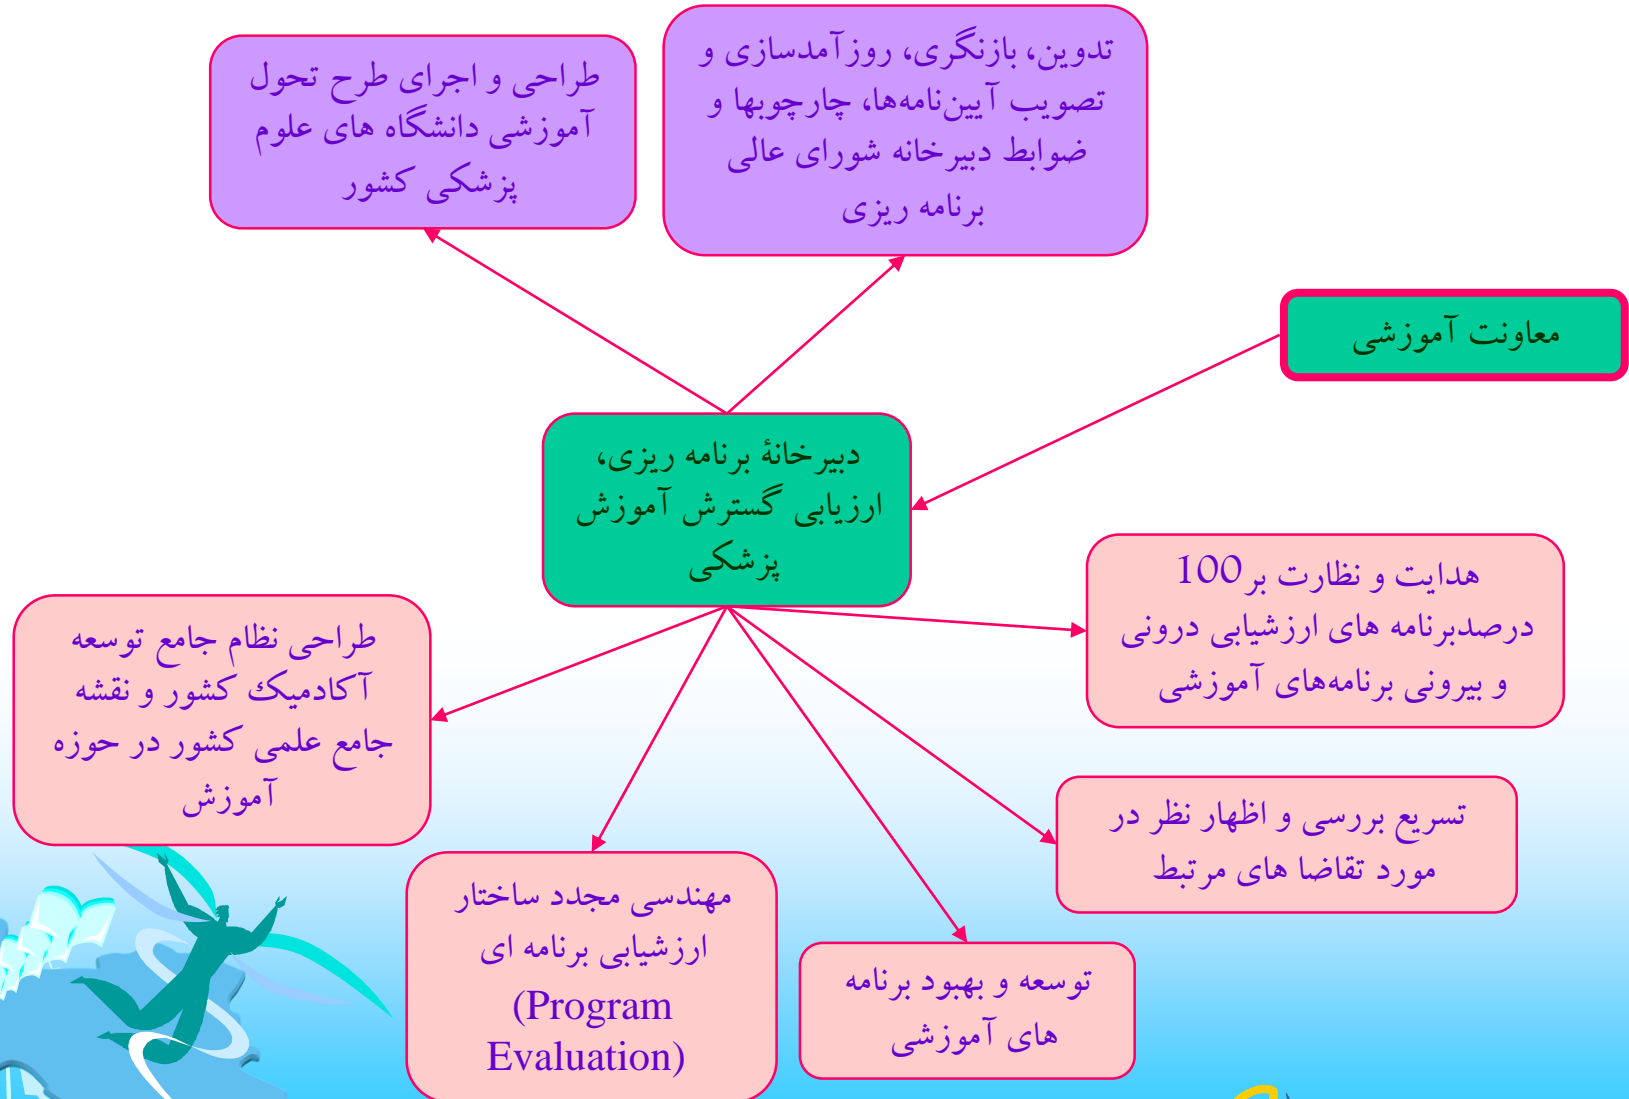 تدوین، بازنگری، روزآمدسازی و
تصویب آیین‌نامه‌ها، چارچوبها و
ضوابط دبیرخانه شورای عالی
برنامه ریزی
طراحی و اجرای طرح تحول
آموزشی دانشگاه های علوم
پزشکی کشور
معاونت آموزشی
دبیرخانۀ برنامه ریزی،
ارزیابی گسترش آموزش
پزشکی
هدایت و نظارت بر100
درصدبرنامه های ارزشیابی درونی
و بیرونی برنامه‌های آموزشی
طراحی نظام جامع توسعه
آکادمیک کشور و نقشه
جامع علمی کشور در حوزه
آموزش
تسریع بررسی و اظهار نظر در
مورد تقاضا های مرتبط
توسعه و بهبود برنامه
های آموزشی
مهندسی مجدد ساختار
ارزشیابی برنامه ای
(Program
Evaluation)